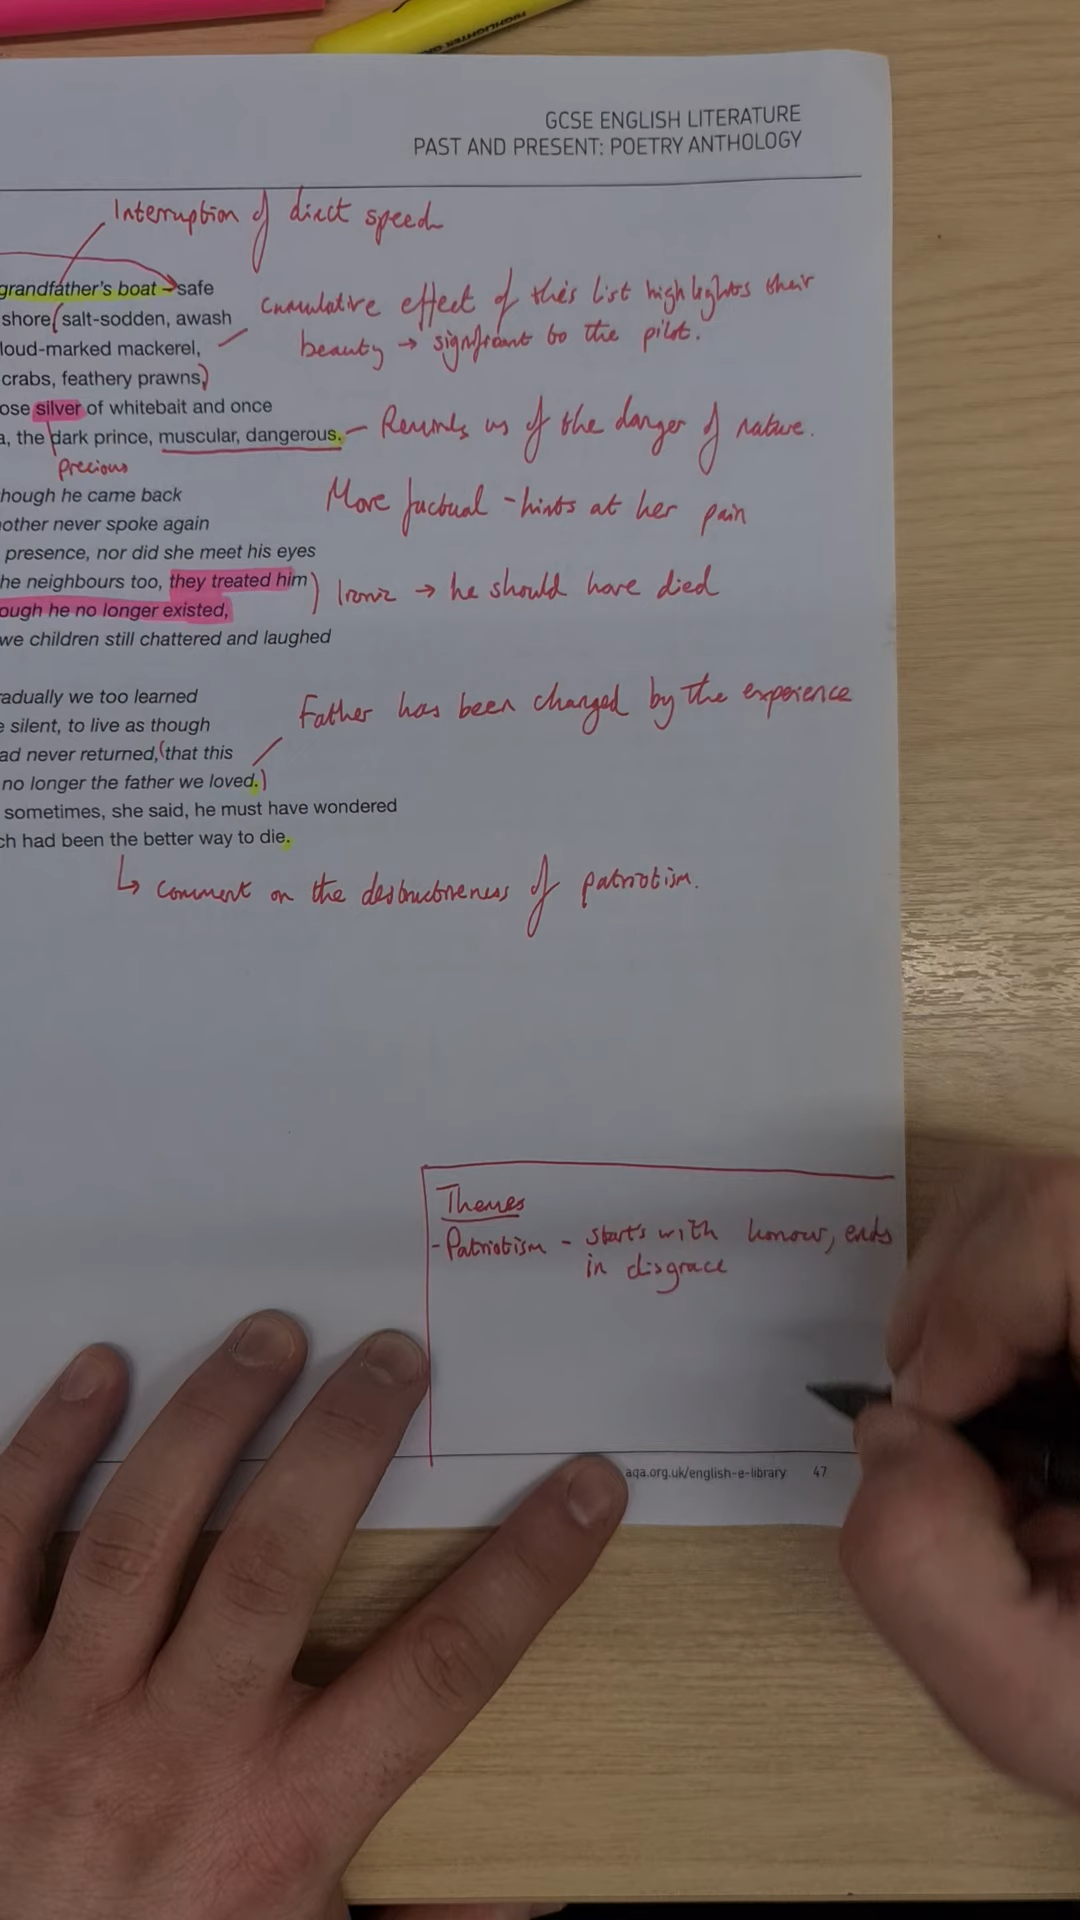 HIGHLIGHTER
GCSE ENGLISH LITERATURE
PAST AND PRESENT: POETRY ANTHOLOGY
Interruption of direct speed
grandfather's boat – safe
shore (salt-sodden, awash
cumulative effect of this list highlights their
beauty → significant to the pilot.
loud-marked mackerel,
crabs, feathery prawns,)
ose silver of whitebait and once
a, the dark prince, muscular, dangerous. – Reminds us of the danger of nature.
precious
hough he came back
More factual - hints at her pain
other never spoke again
presence, nor did she meet his eyes
he neighbours too, they treated him
ough he no longer existed,
) Ironic → he should have died
we children still chattered and laughed
adually we too learned
Father has been changed by the experience
e silent, to live as though
ad never returned, (that this
no longer the father we loved.)
sometimes, she said, he must have wondered
ch had been the better way to die.
↳ comment on the destructiveness of patriotism.
Themes
- Patriotism - starts with honour, ends
in disgrace
aqa.org.uk/english-e-library 47